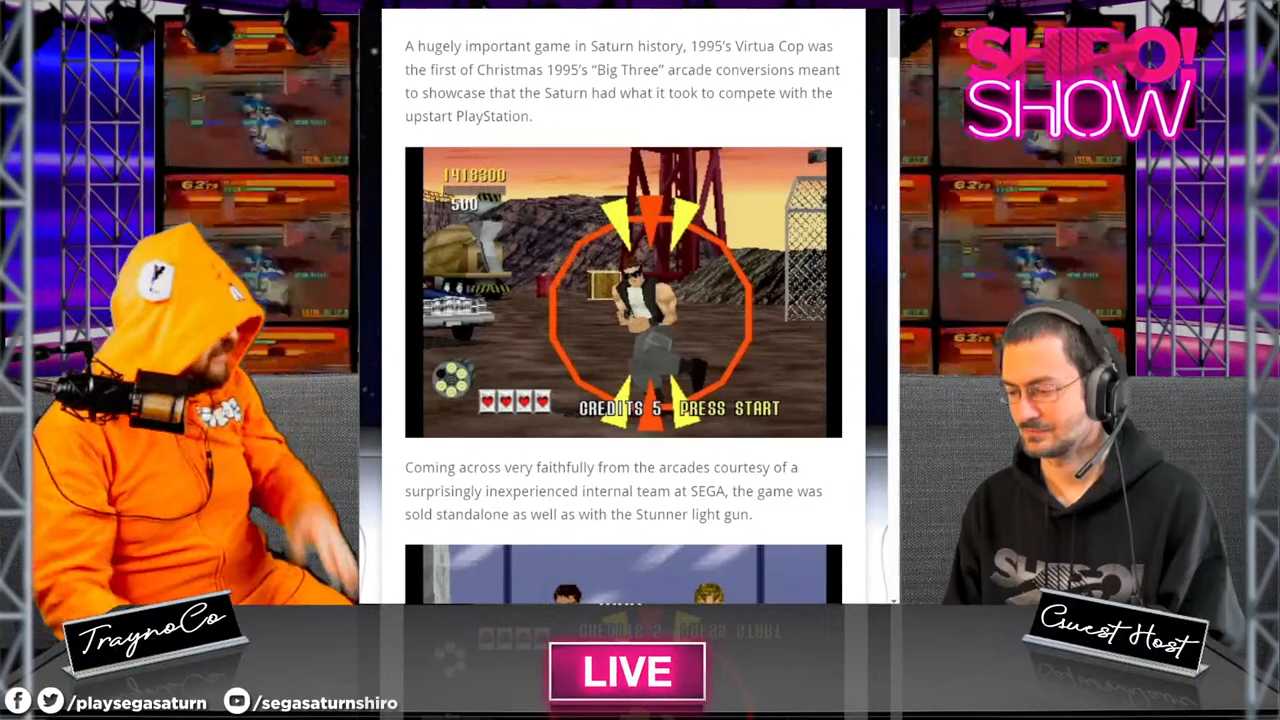 A hugely important game in Saturn history, 1995's Virtua Cop was
the first of Christmas 1995's “Big Three” arcade conversions meant
to showcase that the Saturn had what it took to compete with the
upstart PlayStation.
SHIRO!
SHOW
1418300
500
CREDITS 5 PRESS START
Coming across very faithfully from the arcades courtesy of a
surprisingly inexperienced internal team at SEGA, the game was
sold standalone as well as with the Stunner light gun.
SHIRO!
TraynoCo
Guest Host
LIVE
/playsegasaturn
/segasaturnshiro